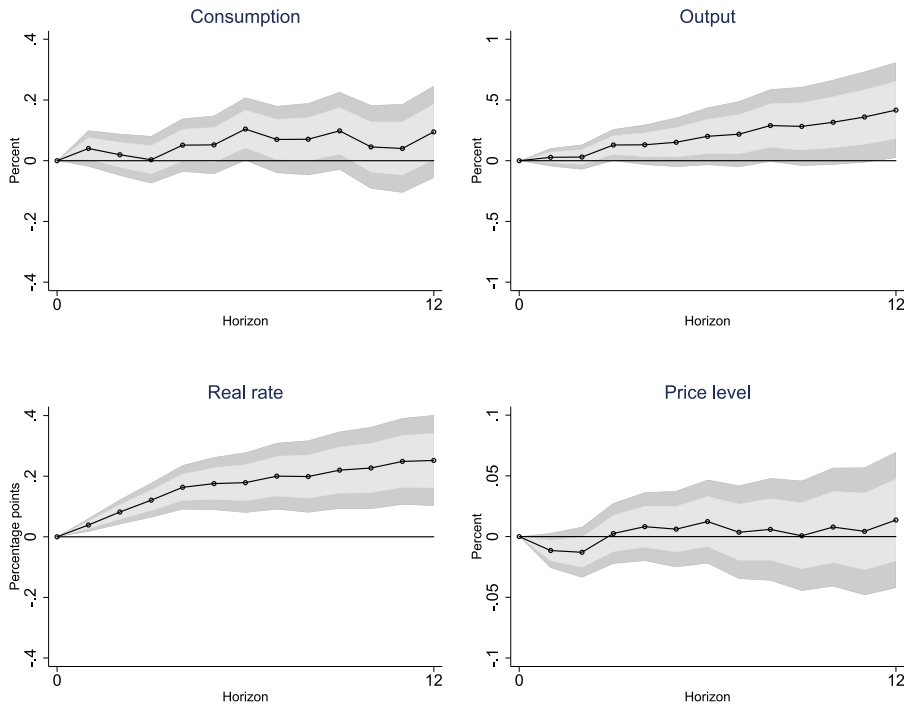 Consumption
Percent
.4
.2
0
-.2
-.4
0
12
Horizon
Output
Percent
1
.5
0
-.5
-1
0
12
Horizon
Real rate
Percentage points
.4
.2
0
-.2
-.4
0
12
Horizon
Price level
Percent
.1
.05
0
-.05
-.1
0
12
Horizon